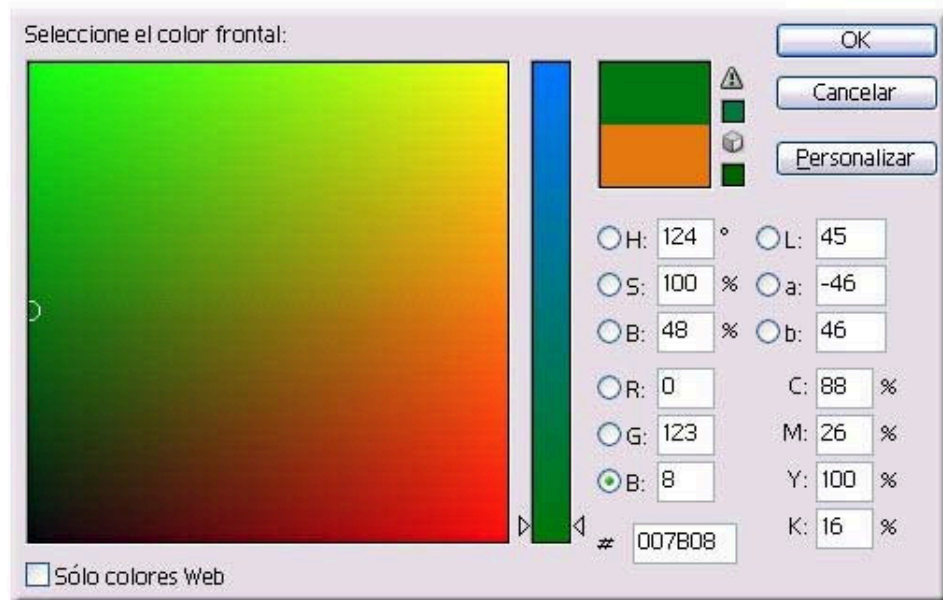 Seleccione el color frontal:
OK
Cancelar
Personalizar
H: 124 °
S: 100 %
B: 48 %
L: 45
a: -46
b: 46
R: 0
G: 123
B: 8
C: 88 %
M: 26 %
Y: 100 %
K: 16 %
# 007B08
Sólo colores Web